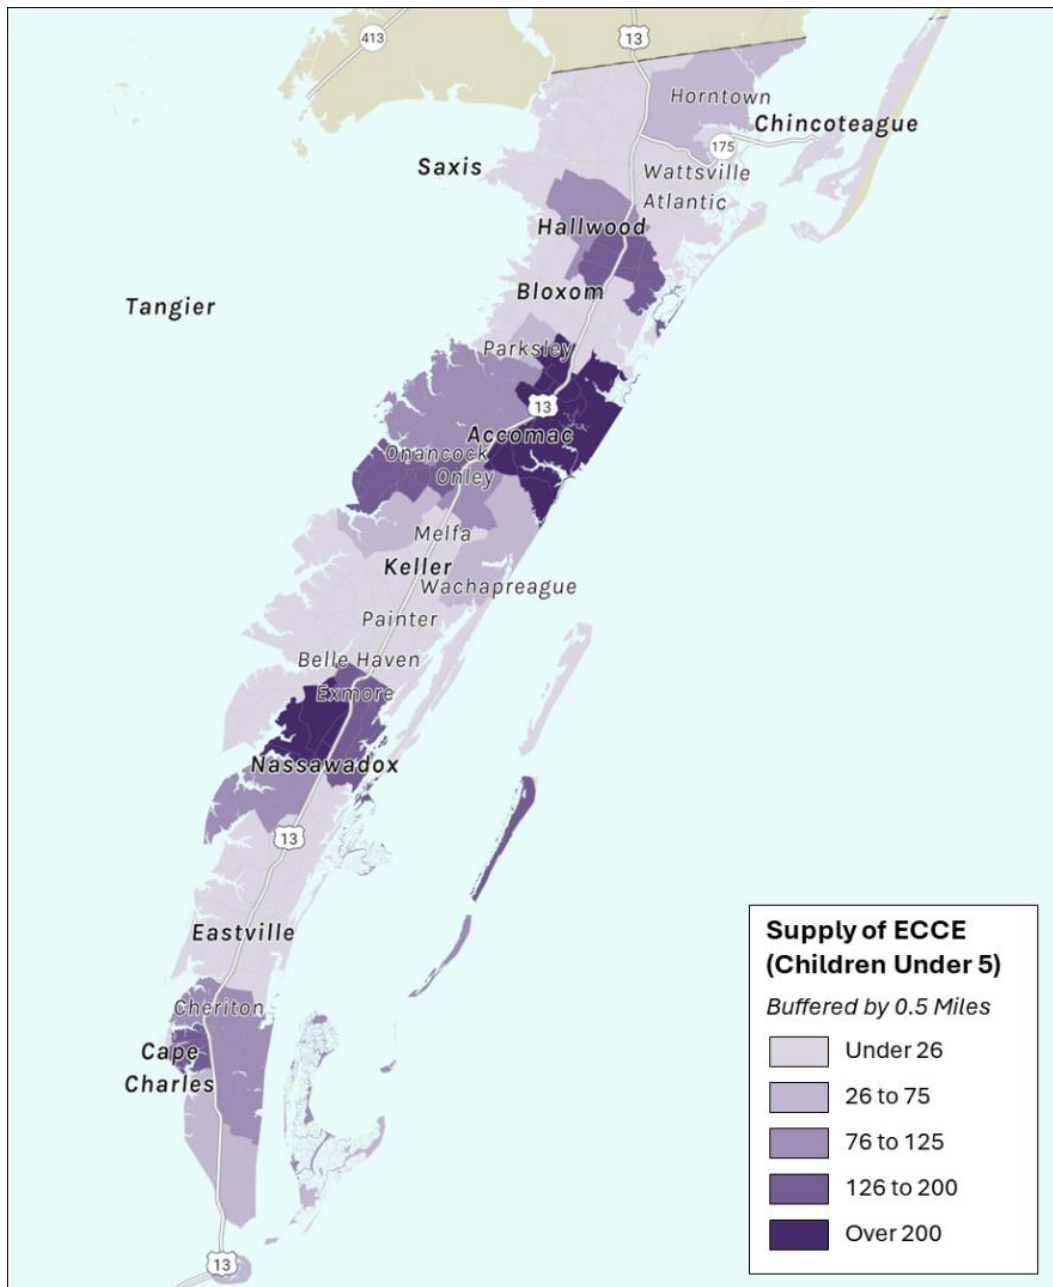 413
13
Horntown
Chincoteague
175
Saxis
Wattsville
Atlantic
Hallwood
Bloxom
Tangier
Parksley
13
Accomac
Onancock
Onley
Melfa
Keller
Wachapreague
Painter
Belle Haven
Exmore
Nassawadox
13
Eastville
Cheriton
Cape
Charles
13
Supply of ECCE
(Children Under 5)
Buffered by 0.5 Miles
Under 26
26 to 75
76 to 125
126 to 200
Over 200